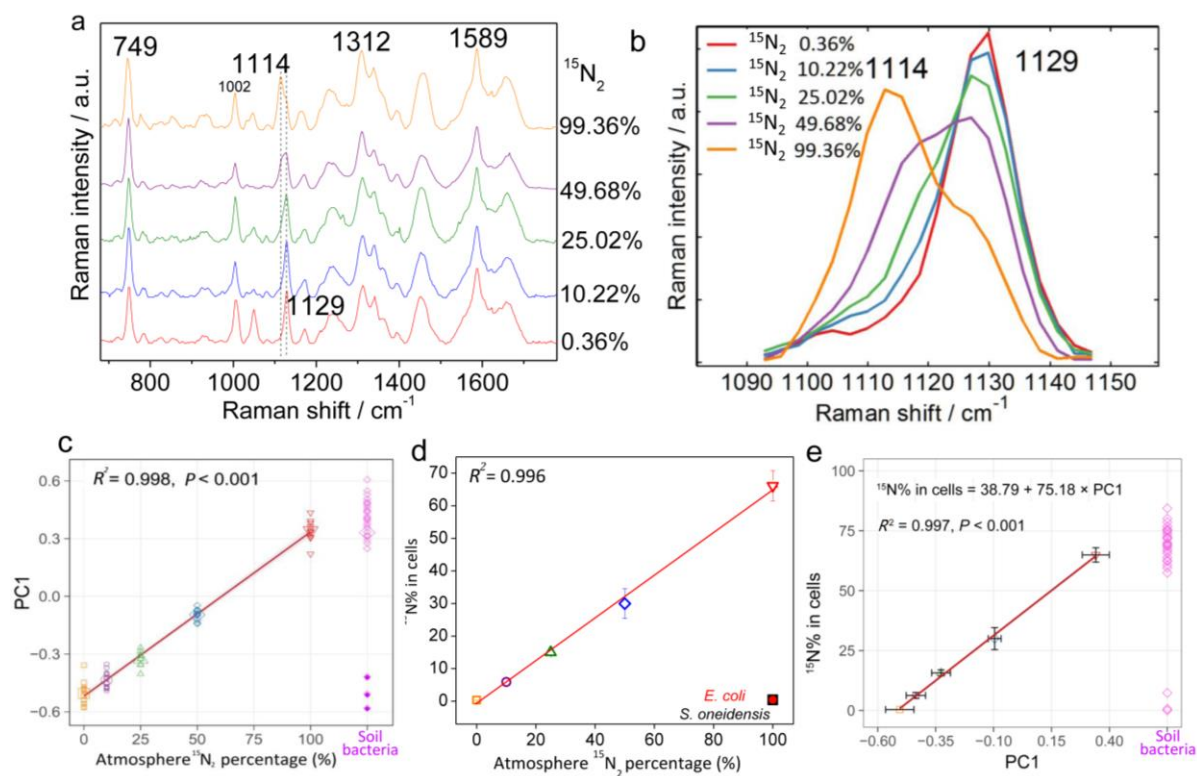 a
749
1114
1002
1312
1589
¹⁵N₂
99.36%
49.68%
25.02%
10.22%
0.36%
1129
Raman intensity / a.u.
800 1000 1200 1400 1600
Raman shift / cm⁻¹
b
¹⁵N₂ 0.36%
¹⁵N₂ 10.22%
¹⁵N₂ 25.02%
¹⁵N₂ 49.68%
¹⁵N₂ 99.36%
1114
1129
Raman intensity / a.u.
1090 1100 1110 1120 1130 1140 1150
Raman shift / cm⁻¹
c
R² = 0.998, P < 0.001
PC1
0.6
0.3
0.0
−0.3
−0.6
0 25 50 75 100 Soil
bacteria
Atmosphere ¹⁵N₂ percentage (%)
d
R² = 0.996
N% in cells
70
60
50
40
30
20
10
0
E. coli
S. oneidensis
0 20 40 60 80 100
Atmosphere ¹⁵N₂ percentage (%)
e
¹⁵N% in cells = 38.79 + 75.18 × PC1
R² = 0.997, P < 0.001
¹⁵N% in cells
100
75
50
25
0
−0.60 −0.35 −0.10 0.15 0.40 Soil
bacteria
PC1